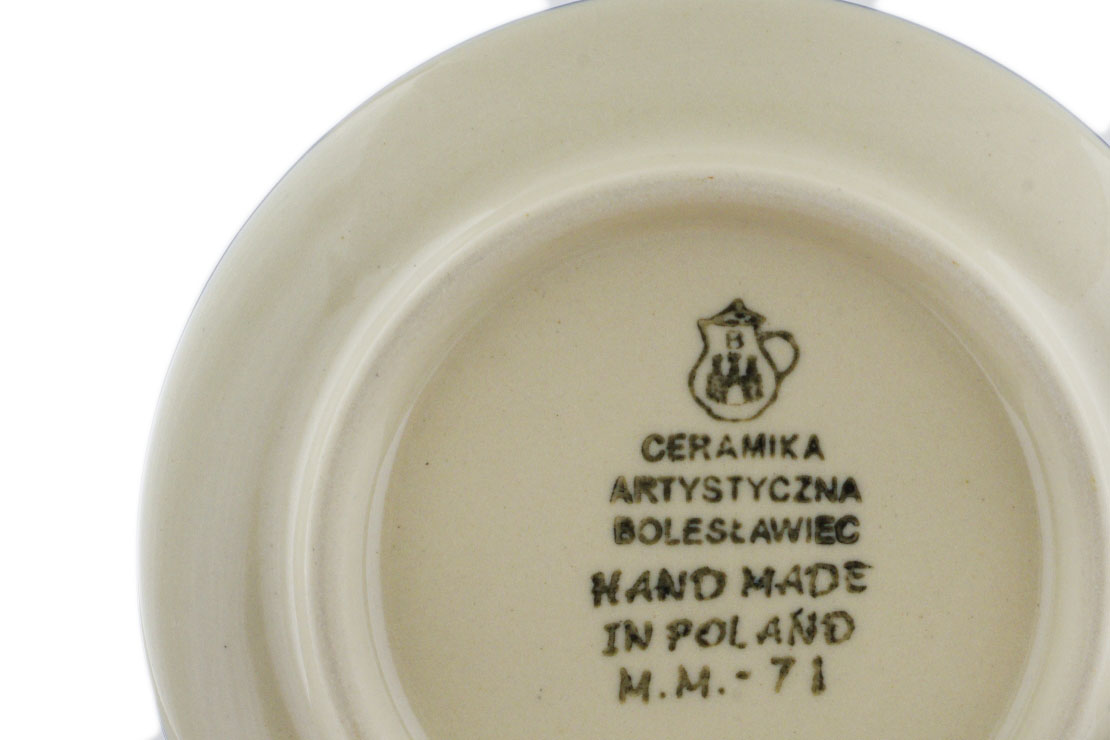 B
CERAMIKA
ARTYSTYCZNA
BOLESŁAWIEC
HAND MADE
IN POLAND
M.M.-71